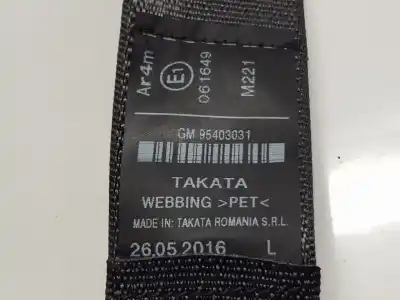 Ar4m
E1
061649
M221
GM 95403031
TAKATA
WEBBING >PET<
MADE IN: TAKATA ROMANIA S.R.L.
26.05 2016 L